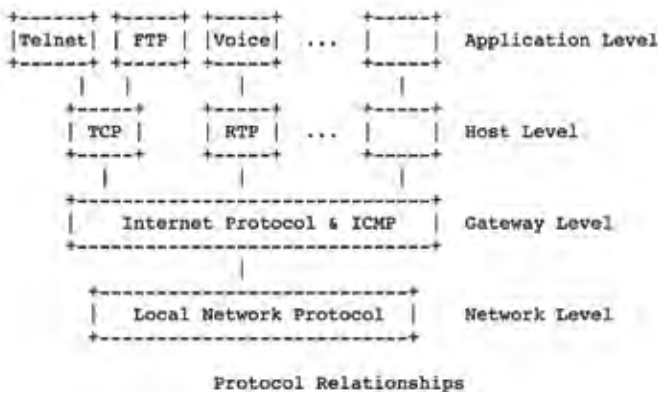 |Telnet| | FTP | |Voice| ... | | Application Level
| TCP | | RTP | ... | | Host Level
| Internet Protocol & ICMP | Gateway Level
| Local Network Protocol | Network Level
Protocol Relationships